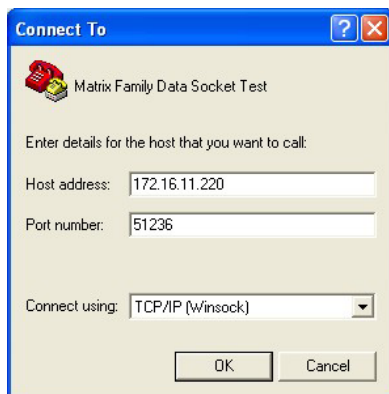 Connect To
Matrix Family Data Socket Test
Enter details for the host that you want to call:
Host address: 172.16.11.220
Port number: 51236
Connect using: TCP/IP (Winsock)
OK Cancel